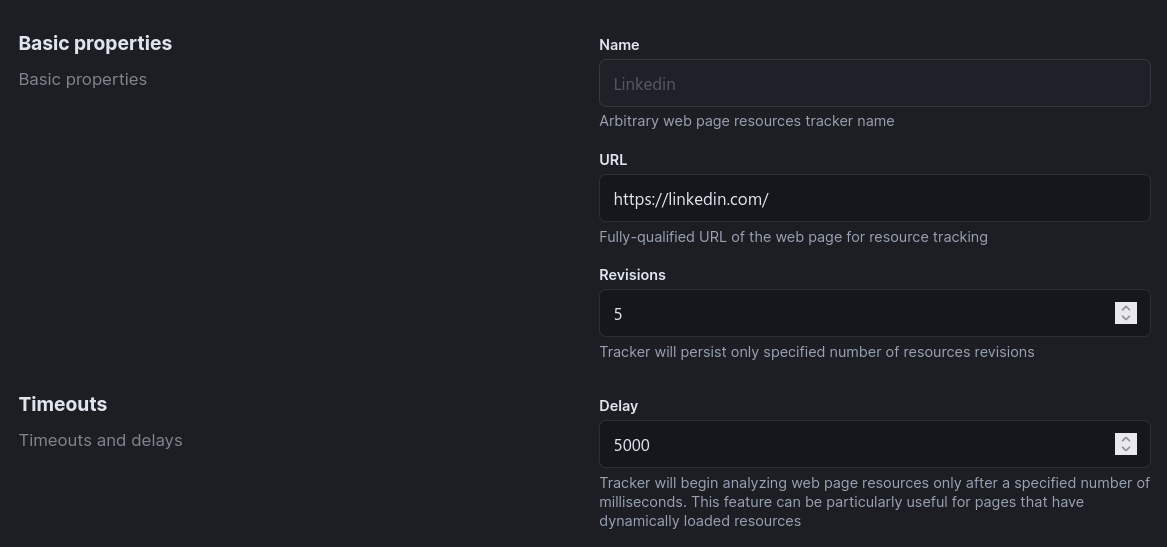 Basic properties
Basic properties
Name
Linkedin
Arbitrary web page resources tracker name
URL
https://linkedin.com/
Fully-qualified URL of the web page for resource tracking
Revisions
5
Tracker will persist only specified number of resources revisions
Timeouts
Timeouts and delays
Delay
5000
Tracker will begin analyzing web page resources only after a specified number of
milliseconds. This feature can be particularly useful for pages that have
dynamically loaded resources